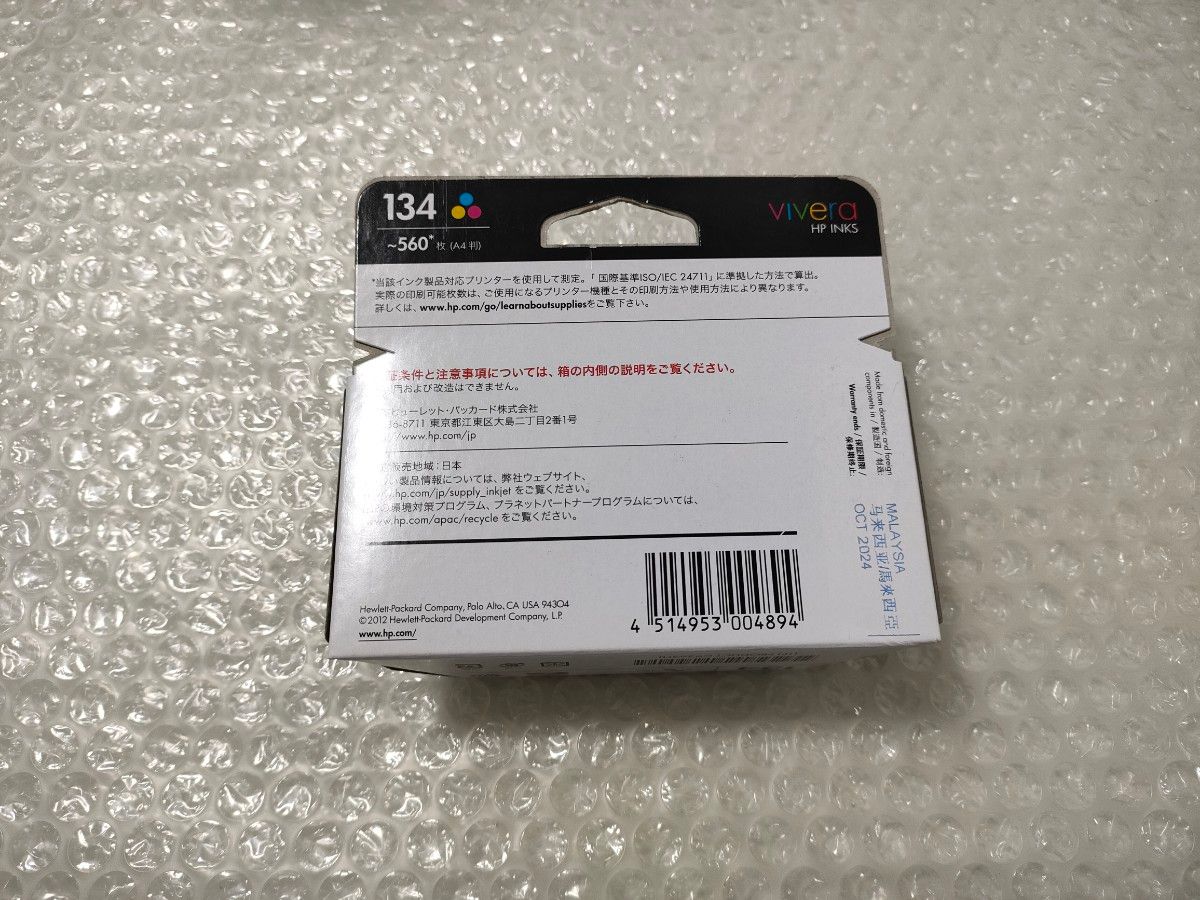 134
~560* 枚 (A4 判)
vivera
HP INKS
*当該インク製品対応プリンターを使用して測定。「 国際基準ISO/IEC 24711」に準拠した方法で算出。
実際の印刷可能枚数は、ご使用になるプリンター機種とその印刷方法や使用方法により異なります。
詳しくは、www.hp.com/go/learnaboutsuppliesをご覧下さい。
条件と注意事項については、箱の内側の説明をご覧ください。
用および改造はできません。
ヒューレット・パッカード株式会社
36-8711 東京都江東区大島二丁目2番1号
www.hp.com/jp
販売地域：日本
製品情報については、弊社ウェブサイト、
.hp.com/jp/supply_inkjet をご覧ください。
環境対策プログラム、プラネットパートナープログラムについては、
www.hp.com/apac/recycle をご覧ください。
Hewlett-Packard Company, Palo Alto, CA USA 94304
©2012 Hewlett-Packard Development Company, L.P.
www.hp.com/
4 514953 004894
Made from domestic and foreign
components in / 製造国 / 制造:
Warranty ends / 保証期限 /
保修期终止:
MALAYSIA
马来西亚/馬來西亞
OCT 2024